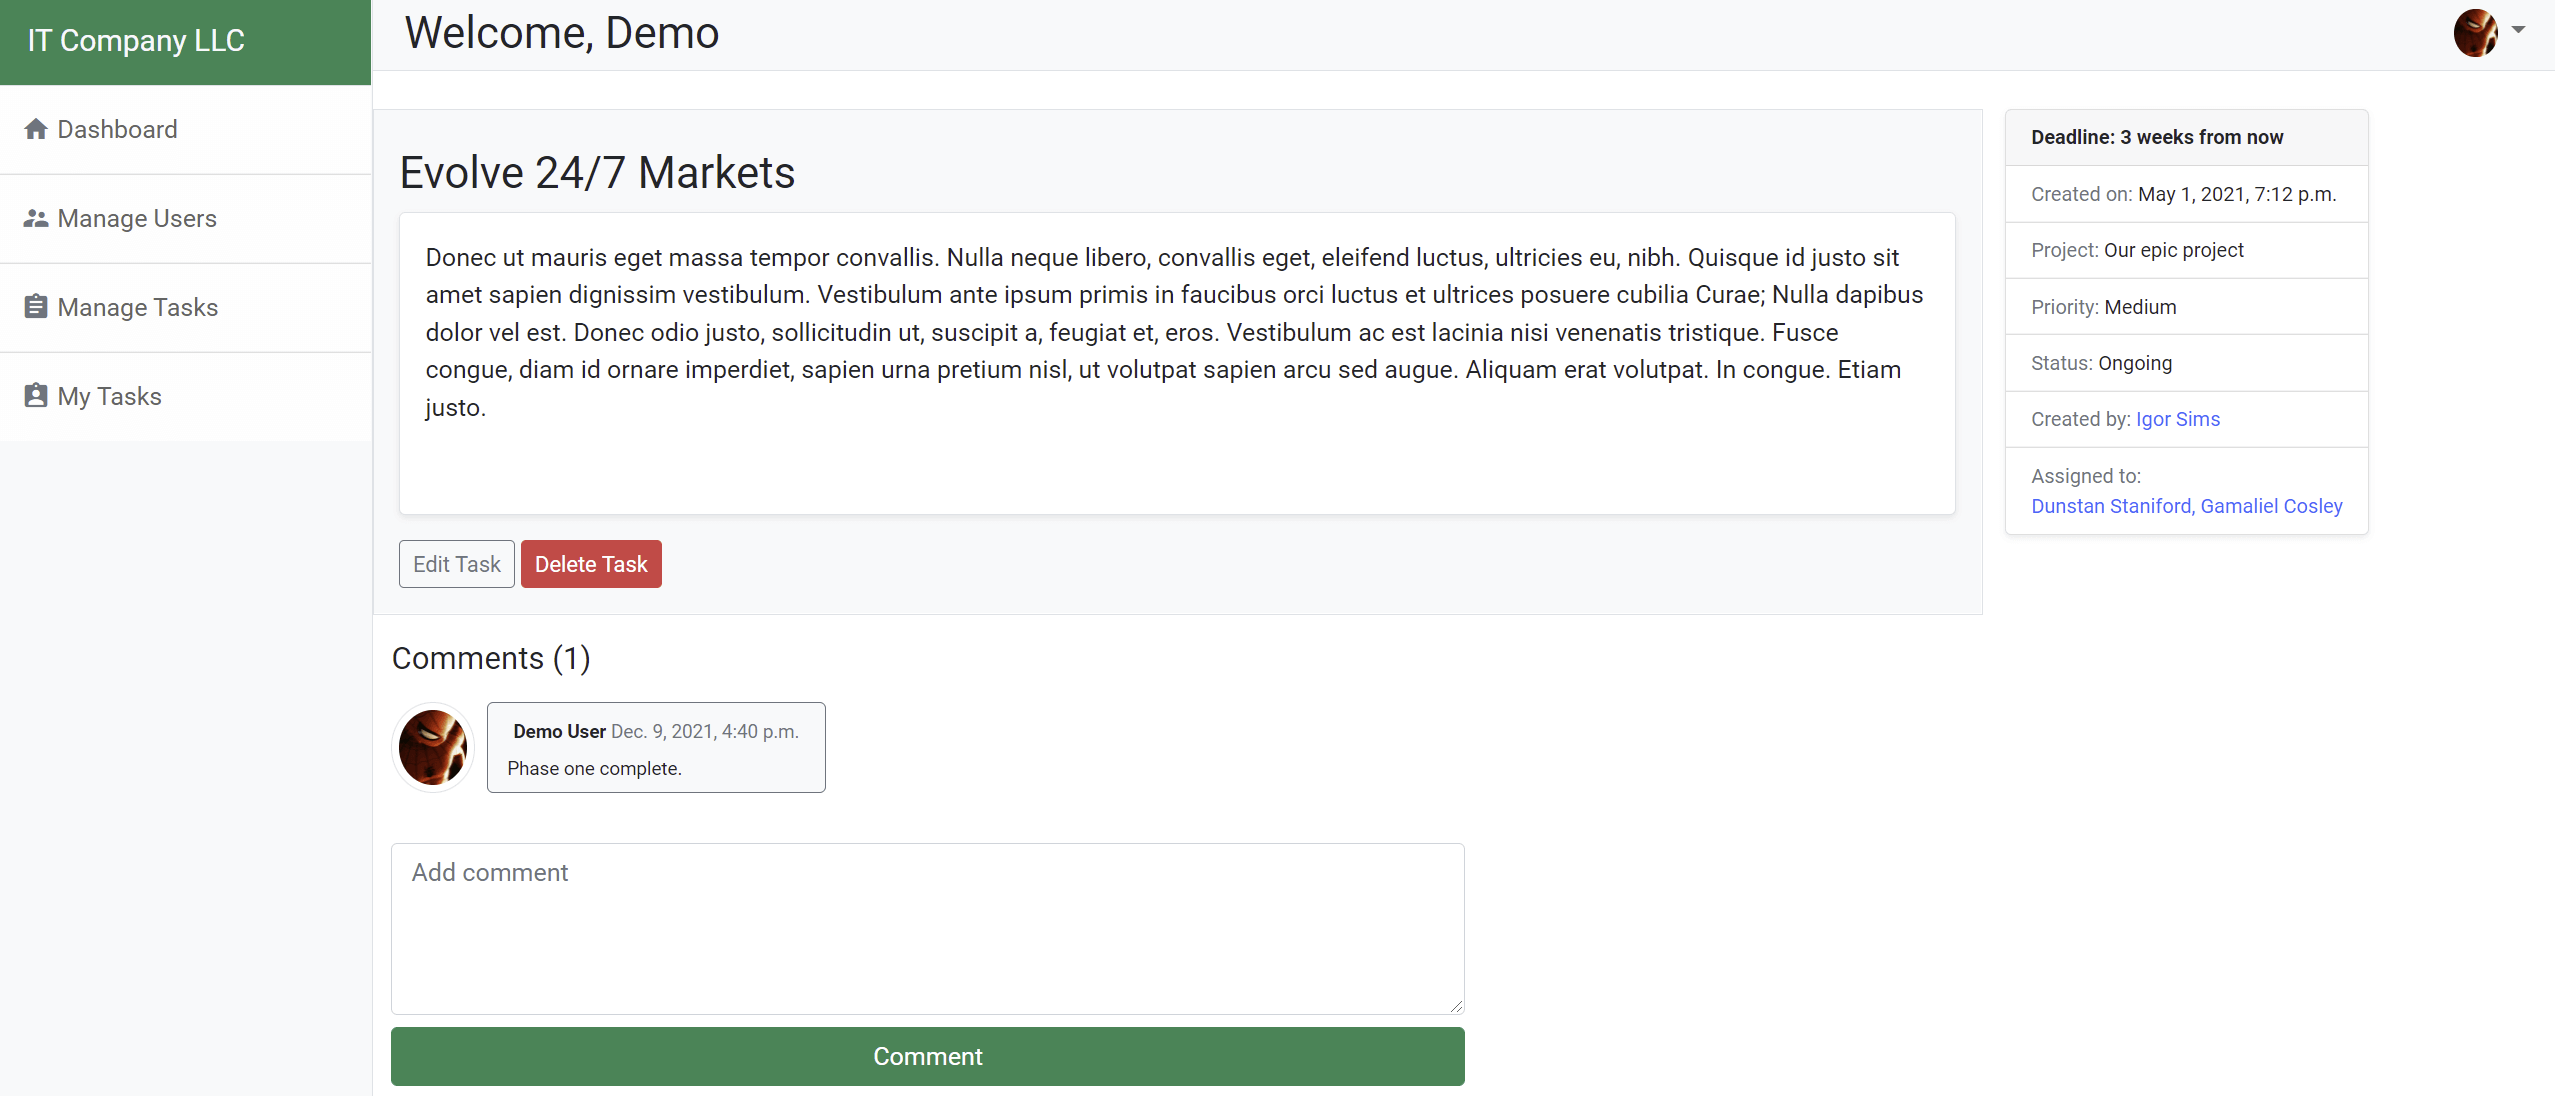 IT Company LLC
Welcome, Demo
Dashboard
Manage Users
Manage Tasks
My Tasks
Evolve 24/7 Markets
Donec ut mauris eget massa tempor convallis. Nulla neque libero, convallis eget, eleifend luctus, ultricies eu, nibh. Quisque id justo sit
amet sapien dignissim vestibulum. Vestibulum ante ipsum primis in faucibus orci luctus et ultrices posuere cubilia Curae; Nulla dapibus
dolor vel est. Donec odio justo, sollicitudin ut, suscipit a, feugiat et, eros. Vestibulum ac est lacinia nisi venenatis tristique. Fusce
congue, diam id ornare imperdiet, sapien urna pretium nisl, ut volutpat sapien arcu sed augue. Aliquam erat volutpat. In congue. Etiam
justo.
Edit Task
Delete Task
Deadline: 3 weeks from now
Created on: May 1, 2021, 7:12 p.m.
Project: Our epic project
Priority: Medium
Status: Ongoing
Created by: Igor Sims
Assigned to:
Dunstan Staniford, Gamaliel Cosley
Comments (1)
Demo User Dec. 9, 2021, 4:40 p.m.
Phase one complete.
Add comment
Comment